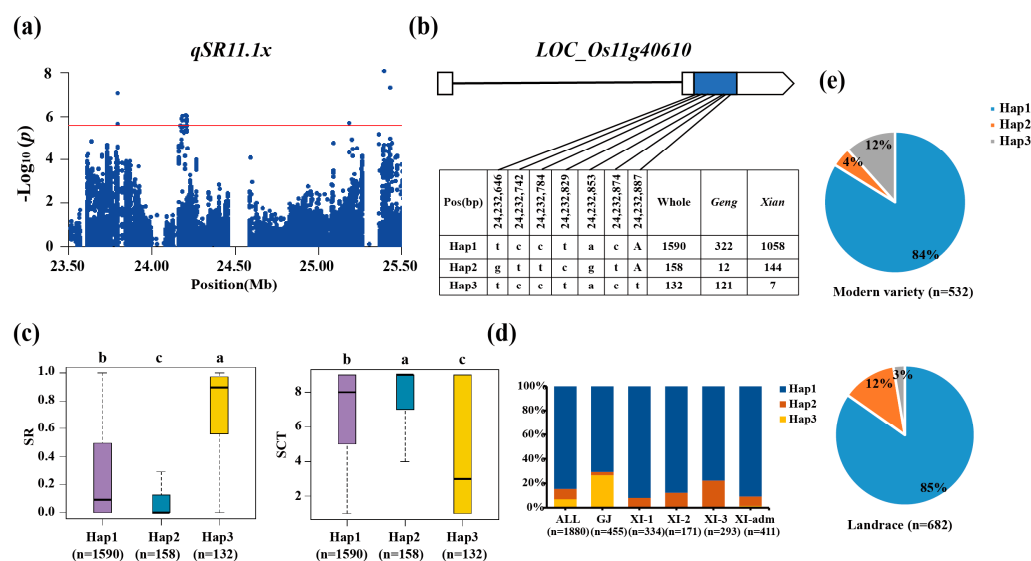 (a)
qSR11.1x
-Log10 (p)
8
6
4
2
0
23.50 24.00 24.50 25.00 25.50
Position(Mb)
(b)
LOC_Os11g40610
Pos(bp) 24,232,646 24,232,742 24,232,784 24,232,829 24,232,853 24,232,874 24,232,887 Whole Geng Xian
Hap1 t c c t a c A 1590 322 1058
Hap2 g t t c g t A 158 12 144
Hap3 t c c t a c t 132 121 7
(c)
b c a
SR
1.0
0.8
0.6
0.4
0.2
0.0
Hap1 Hap2 Hap3
(n=1590) (n=158) (n=132)
b a c
SCT
8
6
4
2
Hap1 Hap2 Hap3
(n=1590) (n=158) (n=132)
(d)
100%
80%
60%
40%
20%
0%
Hap1
Hap2
Hap3
ALL GJ XI-1 XI-2 XI-3 XI-adm
(n=1880) (n=455) (n=334) (n=171) (n=293) (n=411)
(e)
Hap1
Hap2
Hap3
12%
4%
84%
Modern variety (n=532)
3%
12%
85%
Landrace (n=682)